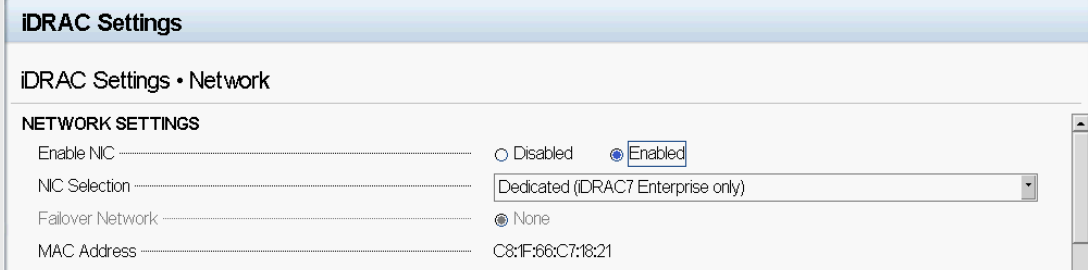 iDRAC Settings
iDRAC Settings • Network
NETWORK SETTINGS
Enable NIC Disabled Enabled
NIC Selection Dedicated (iDRAC7 Enterprise only)
Failover Network None
MAC Address C8:1F:66:C7:18:21